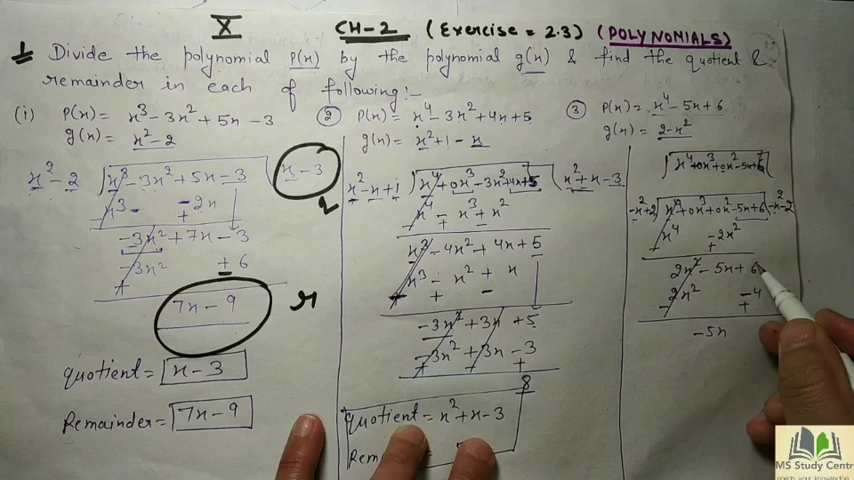 X CH-2 (Exercise = 2.3) (POLYNONIALS)
1 Divide the polynomial P(x) by the polynomial g(x) & find the quotient &
remainder in each of following:-
(i) P(x) = x³ - 3x² + 5x - 3
g(x) = x² - 2
x² - 2 ) x³ - 3x² + 5x - 3 ( x - 3
x³ - 2x
- +
-3x² + 7x - 3
-3x² + 6
+
7x - 9
quotient = x - 3
Remainder = 7x - 9
② P(x) = x⁴ - 3x² + 4x + 5
g(x) = x² + 1 - x
x² - x + 1 ) x⁴ + 0x³ - 3x² + 4x + 5 ( x² + x - 3
x⁴ - x³ + x²
x³ - 4x² + 4x + 5
x³ - x² + x
- + -
-3x² + 3x + 5
-3x² + 3x - 3
+ - +
8
quotient = x² + x - 3
③ P(x) = x⁴ - 5x + 6
g(x) = 2 - x²
x⁴ + 0x³ + 0x² - 5x + 6
-x² + 2 ) x⁴ + 0x³ + 0x² - 5x + 6 ( -x² - 2
x⁴ - 2x²
- +
2x² - 5x + 6
2x² - 4
- +
-5x
MS Study Centr